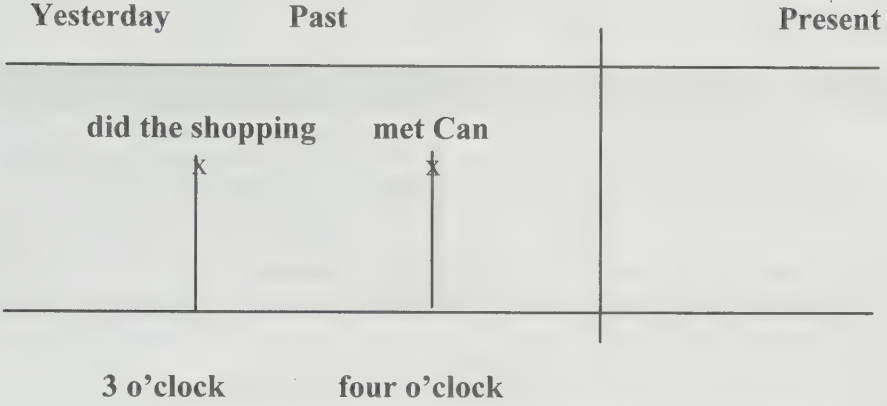 Yesterday Past Present
did the shopping met Can
x x
3 o'clock four o'clock